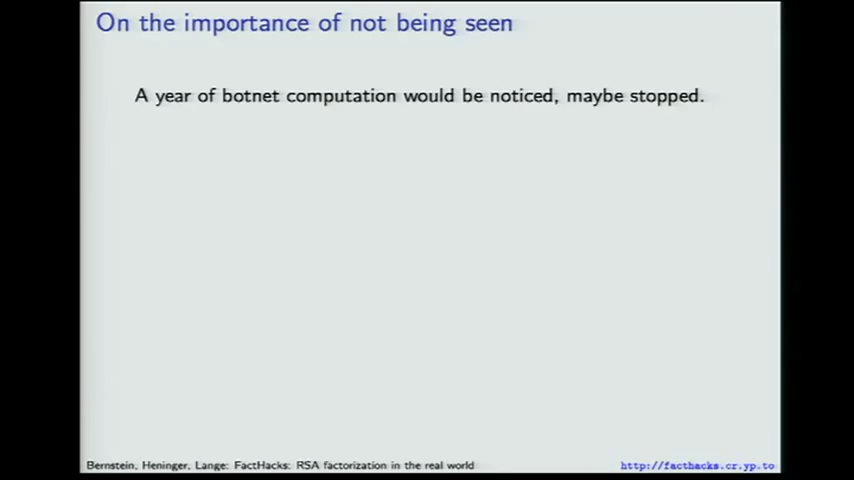 On the importance of not being seen
A year of botnet computation would be noticed, maybe stopped.
Bernstein, Heninger, Lange: FactHacks: RSA factorization in the real world
http://facthacks.cr.yp.to